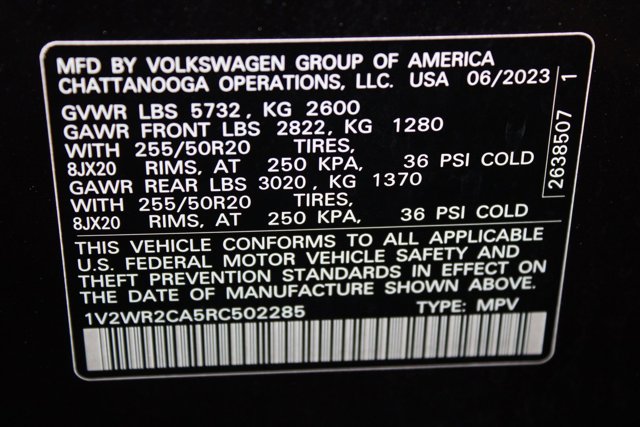 MFD BY VOLKSWAGEN GROUP OF AMERICA
CHATTANOOGA OPERATIONS, LLC. USA 06/2023
GVWR LBS 5732, KG 2600
GAWR FRONT LBS 2822, KG 1280
WITH 255/50R20 TIRES,
8JX20 RIMS, AT 250 KPA, 36 PSI COLD
GAWR REAR LBS 3020, KG 1370
WITH 255/50R20 TIRES,
8JX20 RIMS, AT 250 KPA, 36 PSI COLD
THIS VEHICLE CONFORMS TO ALL APPLICABLE
U.S. FEDERAL MOTOR VEHICLE SAFETY AND
THEFT PREVENTION STANDARDS IN EFFECT ON
THE DATE OF MANUFACTURE SHOWN ABOVE.
1V2WR2CA5RC502285 TYPE: MPV
2638507 1